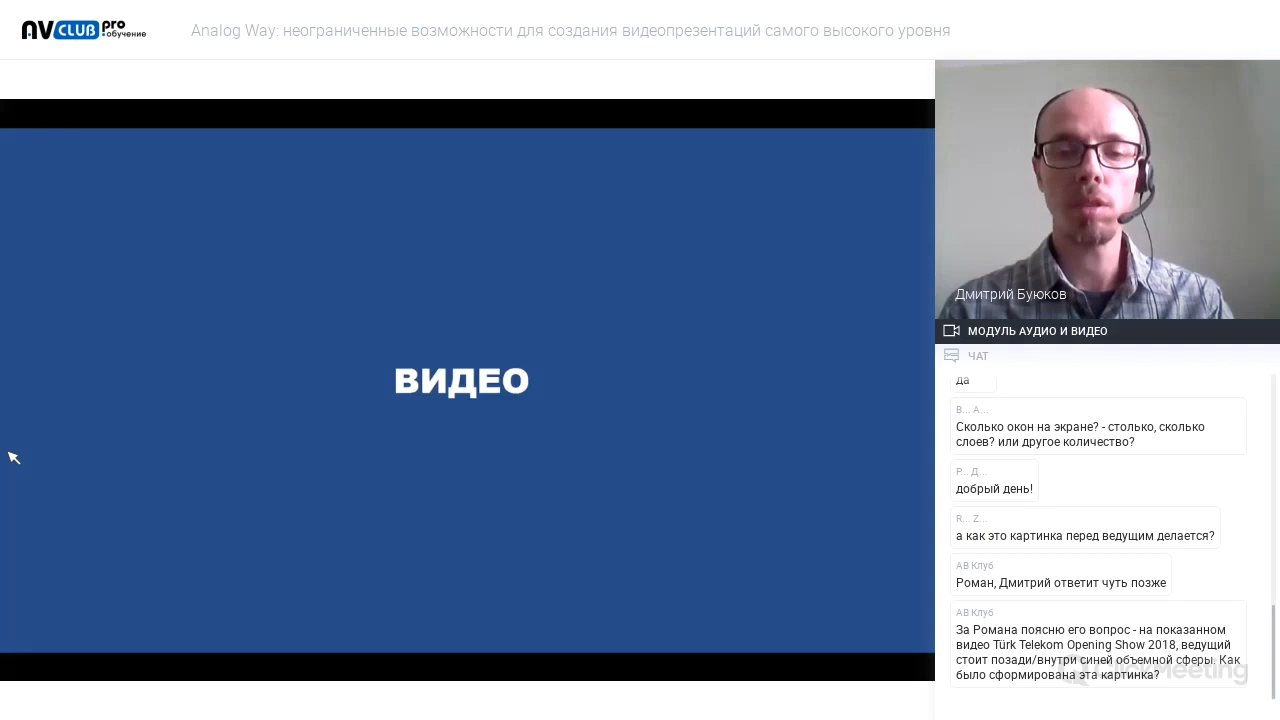 AVCLUB pro
обучение
Analog Way: неограниченные возможности для создания видеопрезентаций самого высокого уровня
ВИДЕО
Дмитрий Буюков
МОДУЛЬ АУДИО И ВИДЕО
ЧАТ
да
В... А...
Сколько окон на экране? - столько, сколько
слоев? или другое количество?
Р... Д...
добрый день!
R... Z...
а как это картинка перед ведущим делается?
АВ Клуб
Роман, Дмитрий ответит чуть позже
АВ Клуб
За Романа поясню его вопрос - на показанном
видео Türk Telekom Opening Show 2018, ведущий
стоит позади/внутри синей объемной сферы. Как
было сформирована эта картинка?
ClickMeeting